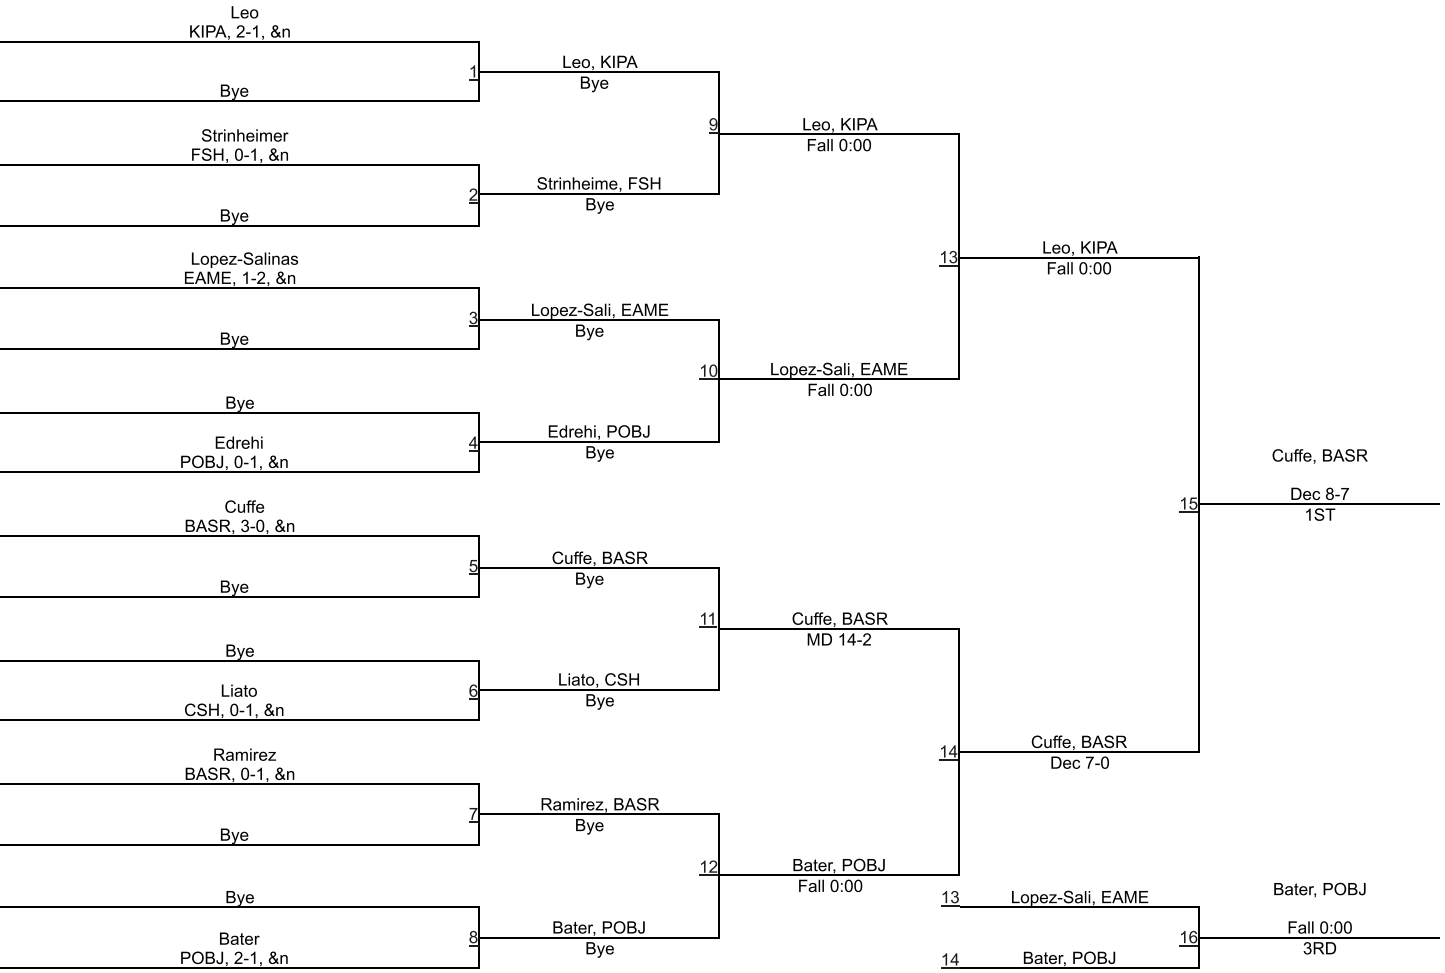 Leo
KIPA, 2-1, &n
1
Bye
Strinheimer
FSH, 0-1, &n
2
Bye
Lopez-Salinas
EAME, 1-2, &n
3
Bye
Bye
4
Edrehi
POBJ, 0-1, &n
Cuffe
BASR, 3-0, &n
5
Bye
Bye
6
Liato
CSH, 0-1, &n
Ramirez
BASR, 0-1, &n
7
Bye
Bye
8
Bater
POBJ, 2-1, &n
Leo, KIPA
Bye
9
Strinheime, FSH
Bye
Lopez-Sali, EAME
Bye
10
Edrehi, POBJ
Bye
Cuffe, BASR
Bye
11
Liato, CSH
Bye
Ramirez, BASR
Bye
12
Bater, POBJ
Bye
Leo, KIPA
Fall 0:00
13
Lopez-Sali, EAME
Fall 0:00
Cuffe, BASR
MD 14-2
14
Bater, POBJ
Fall 0:00
Leo, KIPA
Fall 0:00
15
Cuffe, BASR
Dec 7-0
Cuffe, BASR
Dec 8-7
1ST
13
Lopez-Sali, EAME
16
14
Bater, POBJ
Bater, POBJ
Fall 0:00
3RD